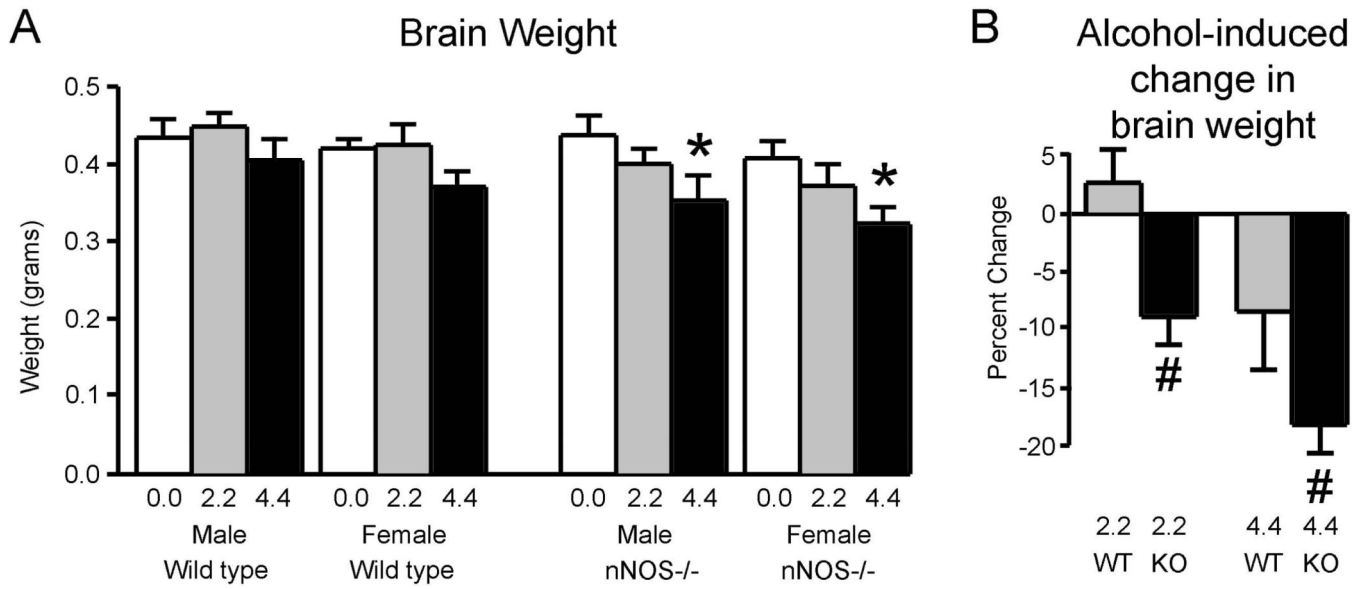 A
Brain Weight
Weight (grams)
0.5
0.4
0.3
0.2
0.1
0.0
*
*
0.0 2.2 4.4
Male
Wild type
0.0 2.2 4.4
Female
Wild type
0.0 2.2 4.4
Male
nNOS-/-
0.0 2.2 4.4
Female
nNOS-/-
B
Alcohol-induced
change in
brain weight
Percent Change
5
0
-5
-10
-15
-20
#
#
2.2 2.2
WT KO
4.4 4.4
WT KO